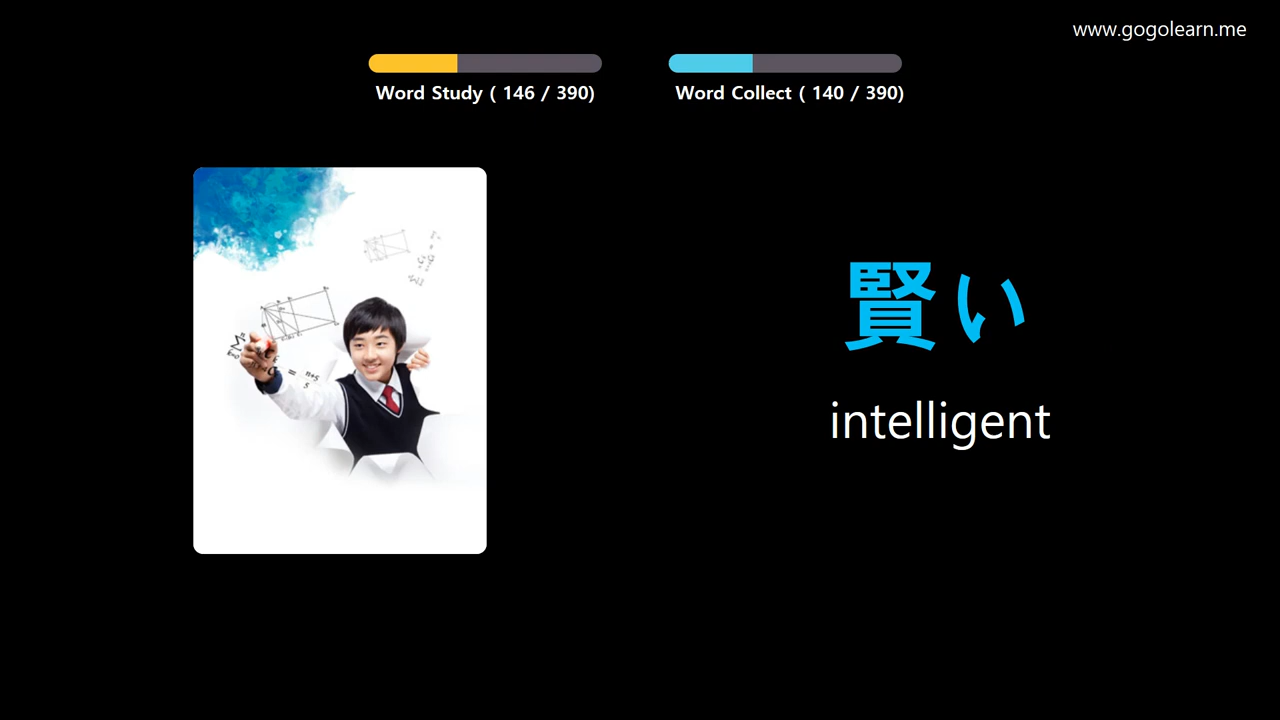 www.gogolearn.me
Word Study ( 146 / 390)
Word Collect ( 140 / 390)
賢い
intelligent